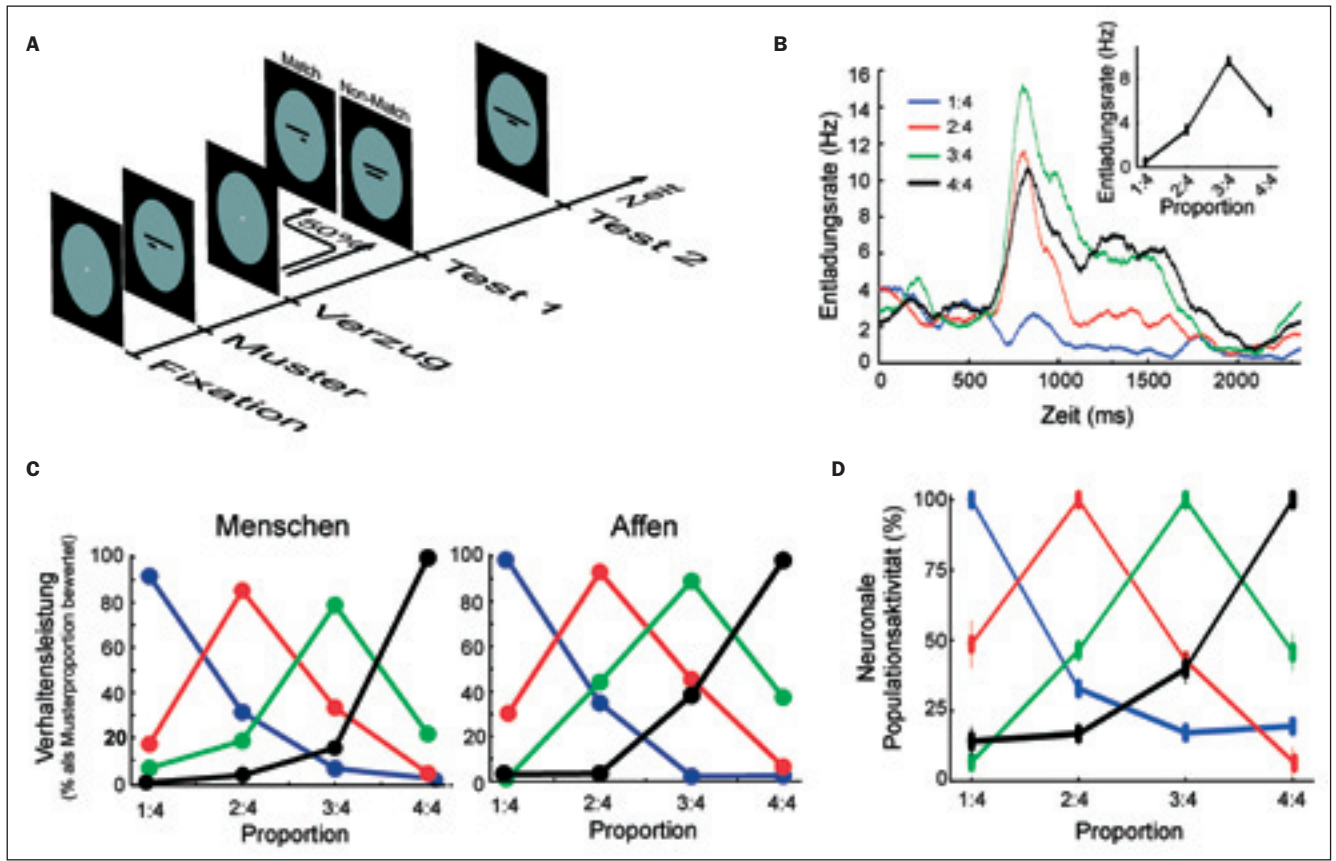 A
Match
Non-Match
50%
Fixation
Muster
Verzug
Test 1
Test 2
Zeit
B
Entladungsrate (Hz)
16
14
12
10
8
6
4
2
0
1:4
2:4
3:4
4:4
0
500
1000
1500
2000
Zeit (ms)
Entladungsrate (Hz)
8
4
0
1:4
2:4
3:4
4:4
Proportion
C
Menschen
Verhaltensleistung
(% als Musterproportion bewertet)
100
80
60
40
20
0
1:4
2:4
3:4
4:4
Proportion
Affen
100
80
60
40
20
0
1:4
2:4
3:4
4:4
Proportion
D
Neuronale
Populationsaktivität (%)
100
75
50
25
0
1:4
2:4
3:4
4:4
Proportion